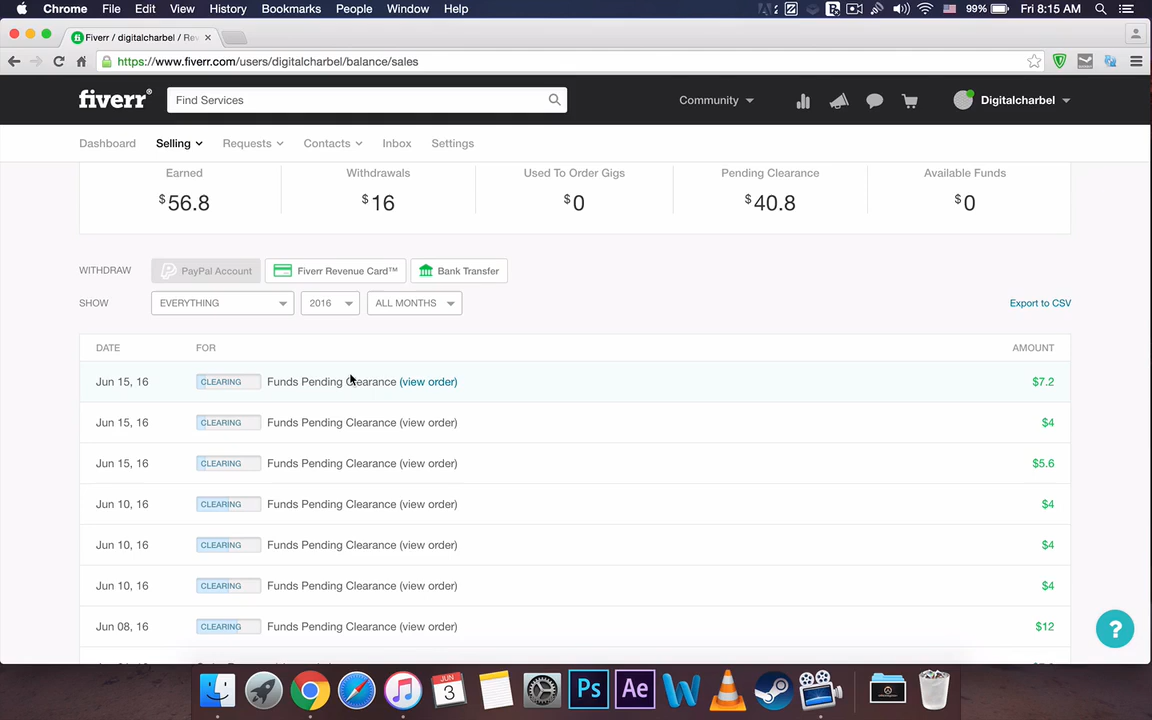 Chrome File Edit View History Bookmarks People Window Help 99% Fri 8:15 AM
Fiverr / digitalcharbel / Rev
https://www.fiverr.com/users/digitalcharbel/balance/sales
fiverr® Find Services Community Digitalcharbel
Dashboard Selling Requests Contacts Inbox Settings
Earned Withdrawals Used To Order Gigs Pending Clearance Available Funds
$56.8 $16 $0 $40.8 $0
WITHDRAW PayPal Account Fiverr Revenue Card™ Bank Transfer
SHOW EVERYTHING 2016 ALL MONTHS Export to CSV
DATE FOR AMOUNT
Jun 15, 16 CLEARING Funds Pending Clearance (view order) $7.2
Jun 15, 16 CLEARING Funds Pending Clearance (view order) $4
Jun 15, 16 CLEARING Funds Pending Clearance (view order) $5.6
Jun 10, 16 CLEARING Funds Pending Clearance (view order) $4
Jun 10, 16 CLEARING Funds Pending Clearance (view order) $4
Jun 10, 16 CLEARING Funds Pending Clearance (view order) $4
Jun 08, 16 CLEARING Funds Pending Clearance (view order) $12
?
JUN
3 Ps Ae W